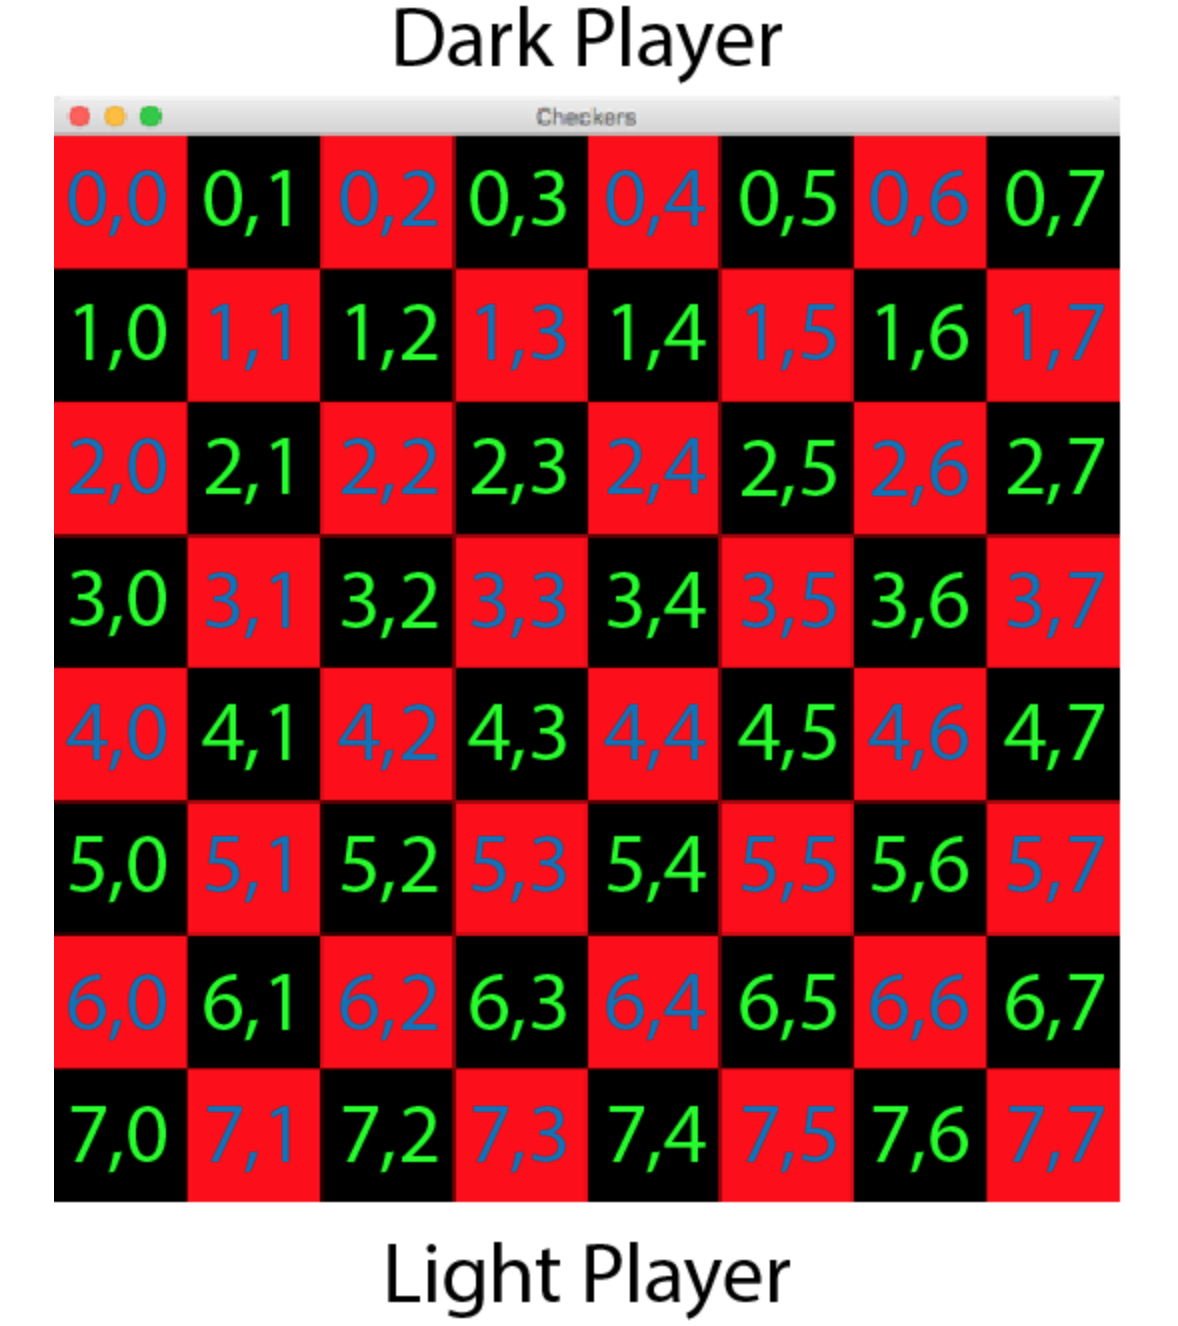 Dark Player
Checkers
0,0 0,1 0,2 0,3 0,4 0,5 0,6 0,7
1,0 1,1 1,2 1,3 1,4 1,5 1,6 1,7
2,0 2,1 2,2 2,3 2,4 2,5 2,6 2,7
3,0 3,1 3,2 3,3 3,4 3,5 3,6 3,7
4,0 4,1 4,2 4,3 4,4 4,5 4,6 4,7
5,0 5,1 5,2 5,3 5,4 5,5 5,6 5,7
6,0 6,1 6,2 6,3 6,4 6,5 6,6 6,7
7,0 7,1 7,2 7,3 7,4 7,5 7,6 7,7
Light Player